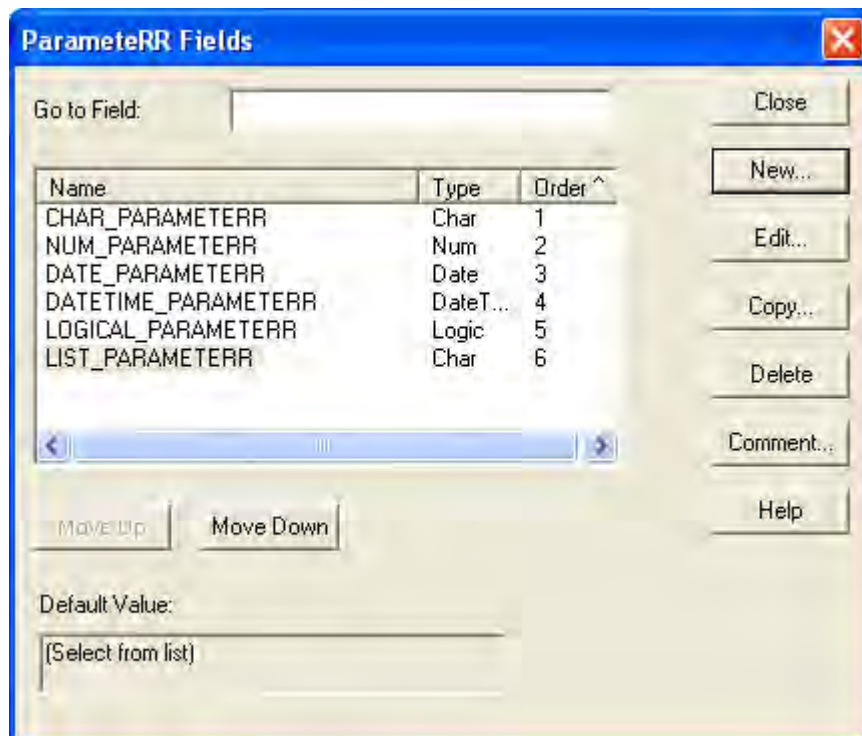 ParameteRR Fields
Go to Field:
Close
New...
Edit...
Copy...
Delete
Comment...
Help
Name Type Order ^
CHAR_PARAMETERR Char 1
NUM_PARAMETERR Num 2
DATE_PARAMETERR Date 3
DATETIME_PARAMETERR DateT... 4
LOGICAL_PARAMETERR Logic 5
LIST_PARAMETERR Char 6
Move Up Move Down
Default Value:
(Select from list)